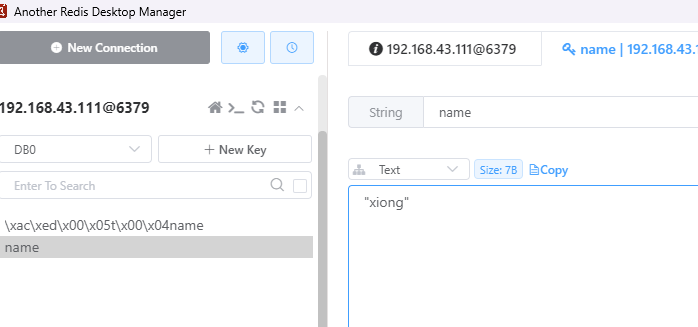 Another Redis Desktop Manager
New Connection
192.168.43.111@6379
name | 192.168.43.
192.168.43.111@6379
String
name
DB0
+ New Key
Text
Size: 7B
Copy
Enter To Search
"xiong"
\xac\xed\x00\x05t\x00\x04name
name